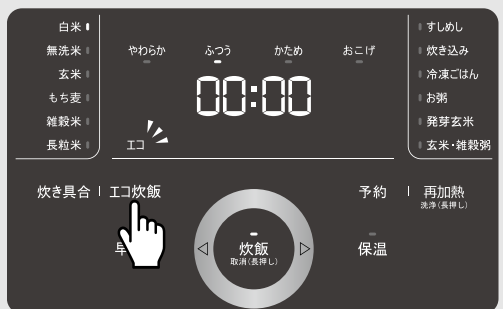 白米
無洗米
玄米
もち麦
雑穀米
長粒米
やわらか ふつう かため おこげ
00:00
エコ
すしめし
炊き込み
冷凍ごはん
お粥
発芽玄米
玄米・雑穀粥
炊き具合 エコ炊飯
早
炊飯
取消(長押し)
予約 再加熱
洗浄(長押し)
保温